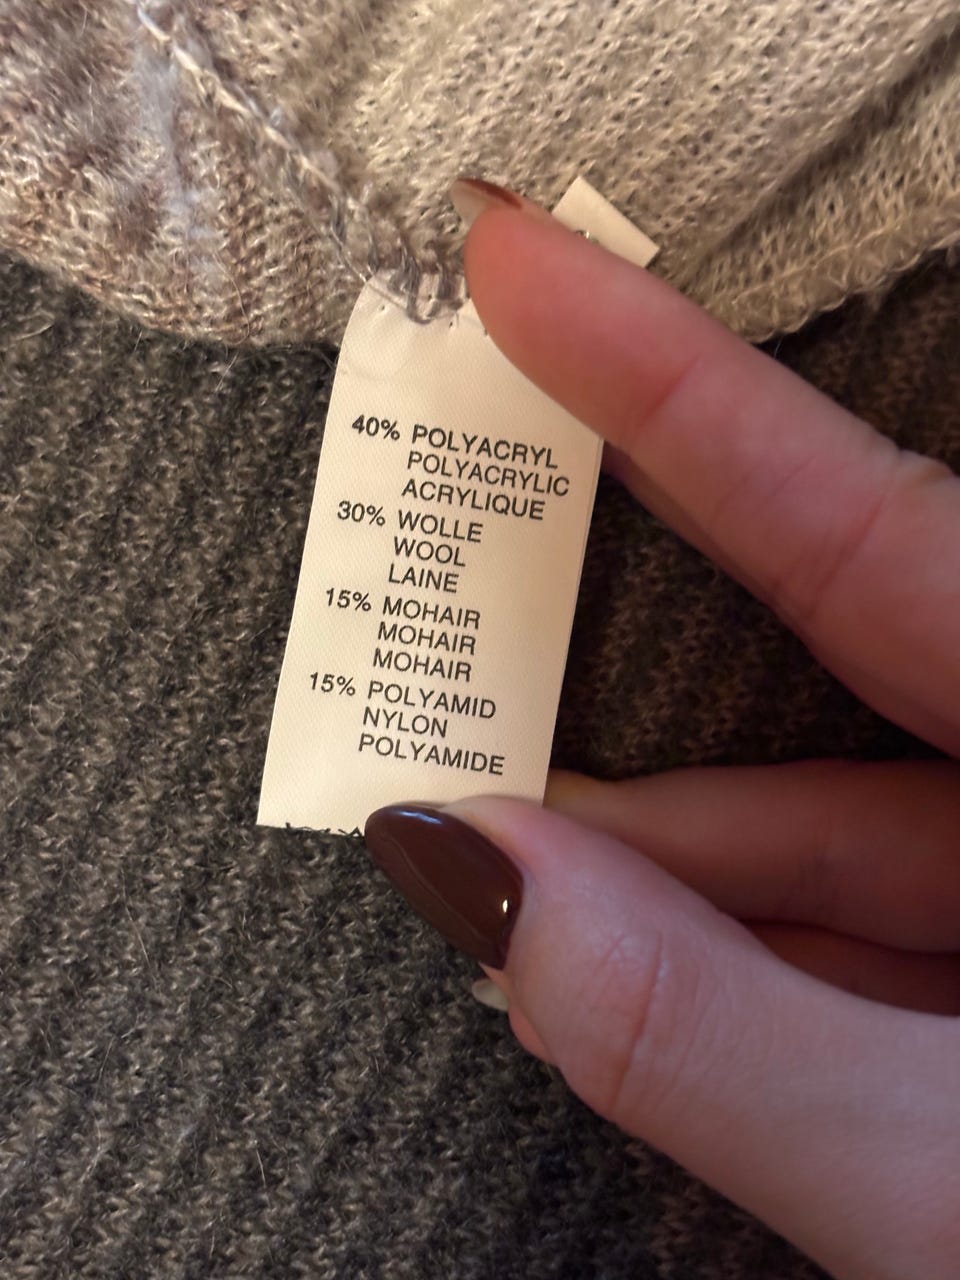 40% POLYACRYL
POLYACRYLIC
ACRYLIQUE
30% WOLLE
WOOL
LAINE
15% MOHAIR
MOHAIR
MOHAIR
15% POLYAMID
NYLON
POLYAMIDE